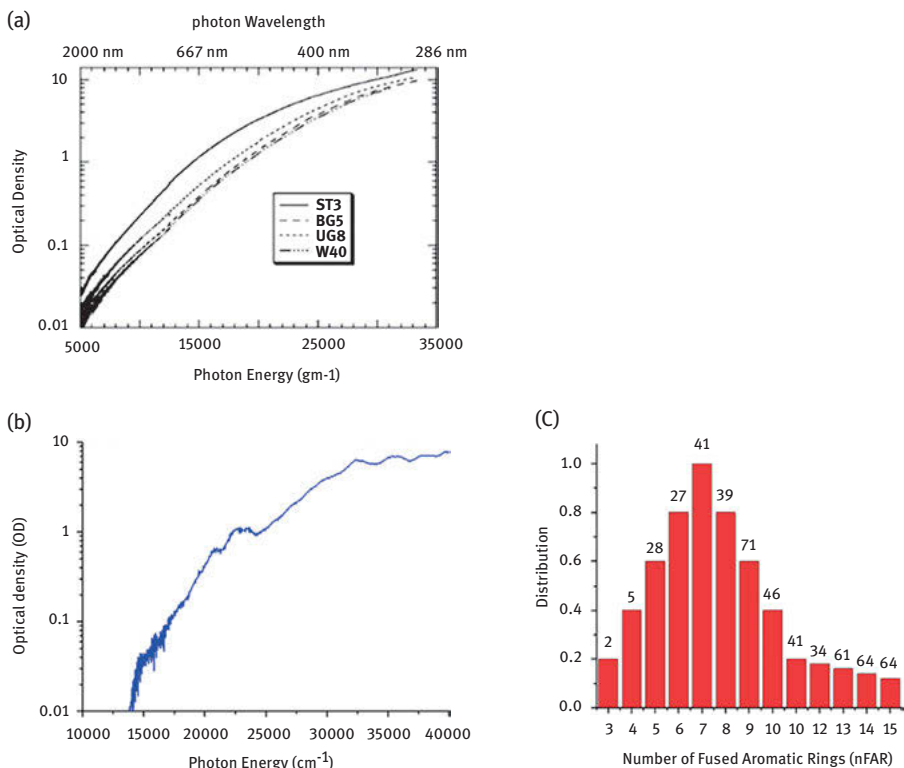 (a)
photon Wavelength
2000 nm 667 nm 400 nm 286 nm
10
1
0.1
0.01
Optical Density
ST3
BG5
UG8
W40
5000 15000 25000 35000
Photon Energy (gm-1)
(b)
10
1
0.1
0.01
Optical density (OD)
10000 15000 20000 25000 30000 35000 40000
Photon Energy (cm-1)
(C)
1.0
0.8
0.6
0.4
0.2
0.0
Distribution
2 5 28 27 41 39 71 46 41 34 61 64 64
3 4 5 6 7 8 9 10 10 12 13 14 15
Number of Fused Aromatic Rings (nFAR)